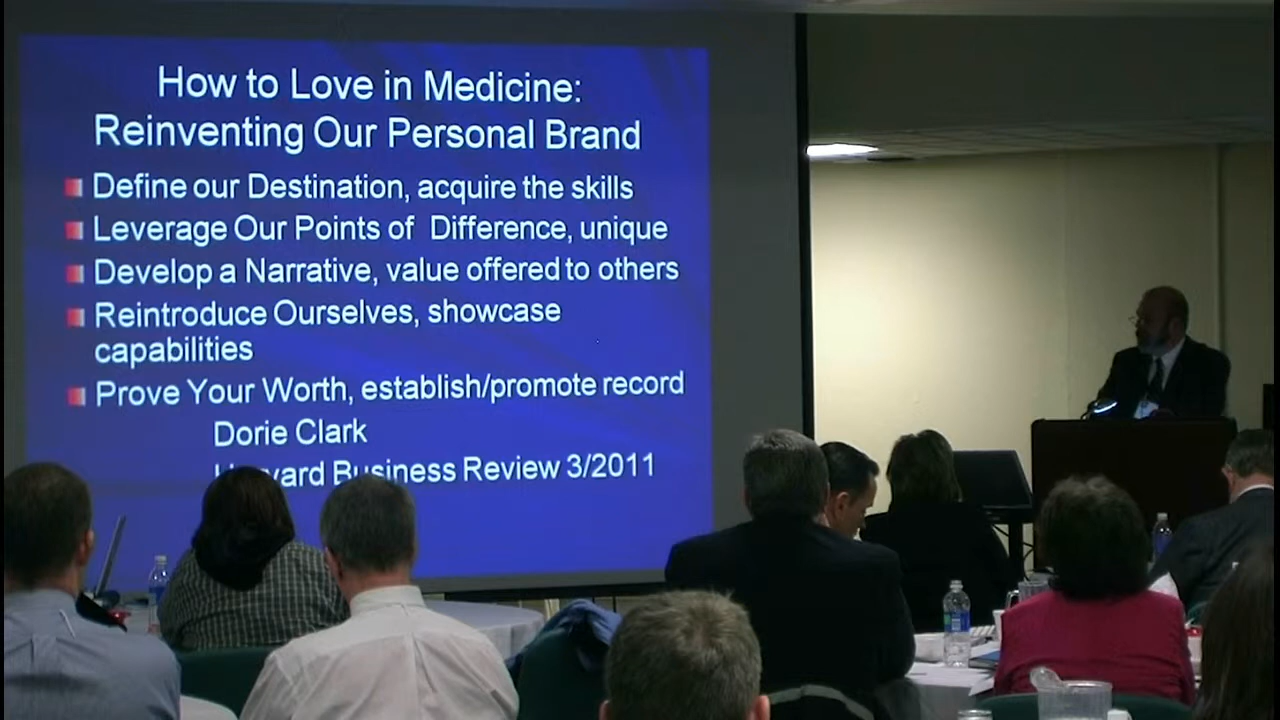 How to Love in Medicine:
Reinventing Our Personal Brand
Define our Destination, acquire the skills
Leverage Our Points of Difference, unique
Develop a Narrative, value offered to others
Reintroduce Ourselves, showcase
capabilities
Prove Your Worth, establish/promote record
Dorie Clark
Business Review 3/2011